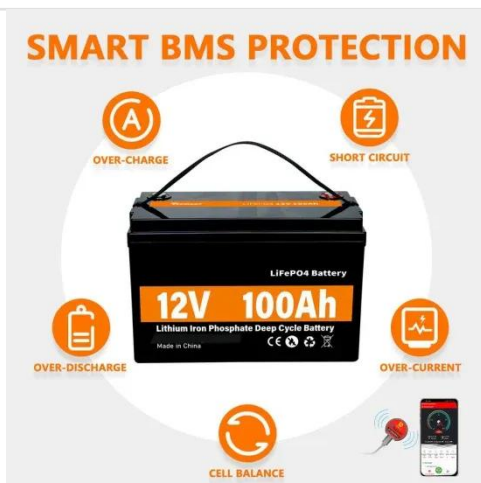 SMART BMS PROTECTION
OVER-CHARGE
SHORT CIRCUIT
LiFePO4 Battery
12V 100Ah
Lithium Iron Phosphate Deep Cycle Battery
Made in China
CE
OVER-DISCHARGE
OVER-CURRENT
CELL BALANCE